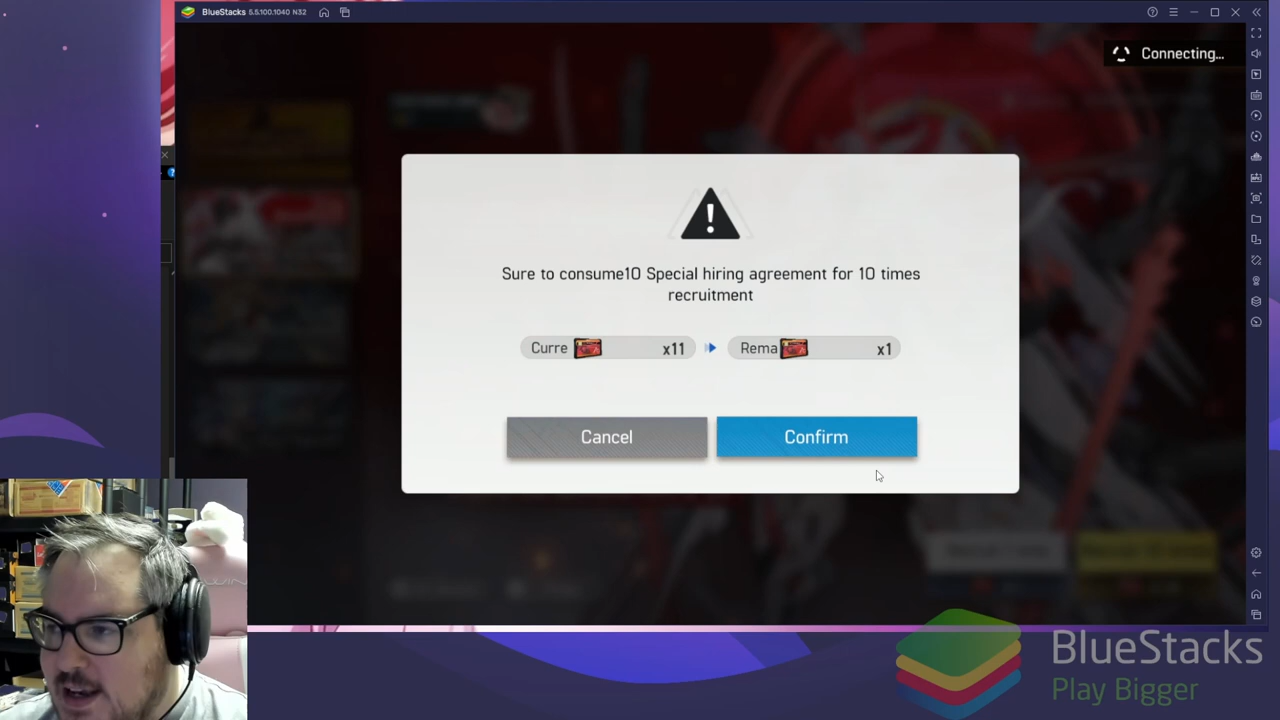 BlueStacks 5.5.100.1040 N32
Connecting...
Sure to consume10 Special hiring agreement for 10 times
recruitment
Curre x11 Rema x1
Cancel Confirm
BlueStacks
Play Bigger